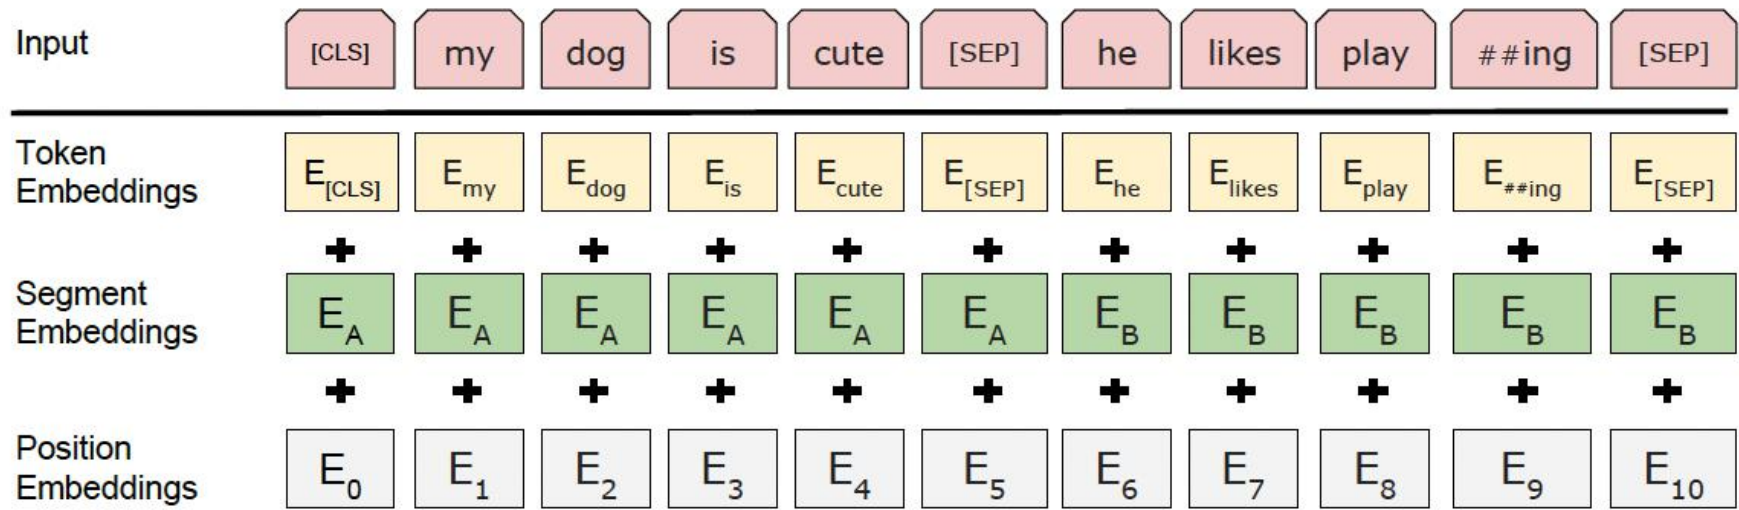 Input [CLS] my dog is cute [SEP] he likes play ##ing [SEP]
Token
Embeddings E[CLS] Emy Edog Eis Ecute E[SEP] Ehe Elikes Eplay E##ing E[SEP]
+ + + + + + + + + + +
Segment
Embeddings EA EA EA EA EA EA EB EB EB EB EB
+ + + + + + + + + + +
Position
Embeddings E0 E1 E2 E3 E4 E5 E6 E7 E8 E9 E10